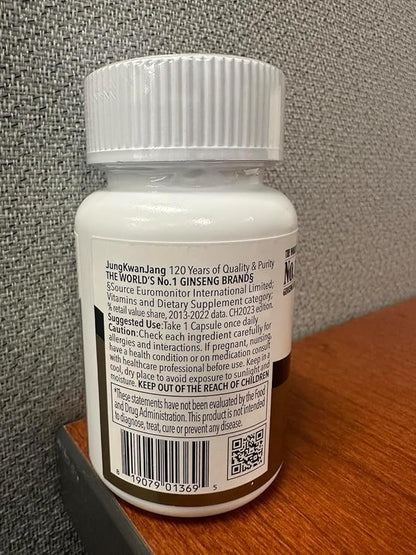 JungKwanJang 120 Years of Quality & Purity
THE WORLD'S No.1 GINSENG BRAND§
§Source Euromonitor International Limited;
Vitamins and Dietary Supplement category;
% retail value share, 2013-2022 data. CH2023 edition.
Suggested Use:Take 1 Capsule once daily
Caution:Check each ingredient carefully for
allergies and interactions. If pregnant, nursing,
have a health condition or on medication consult
with healthcare professional before use. Keep in a
cool, dry place to avoid exposure to sunlight and
moisture. KEEP OUT OF THE REACH OF CHILDREN
*These statements have not been evaluated by the Food
and Drug Administration. This product is not intended
to diagnose, treat, cure or prevent any disease.
8 19079 01369 5
THE
No.